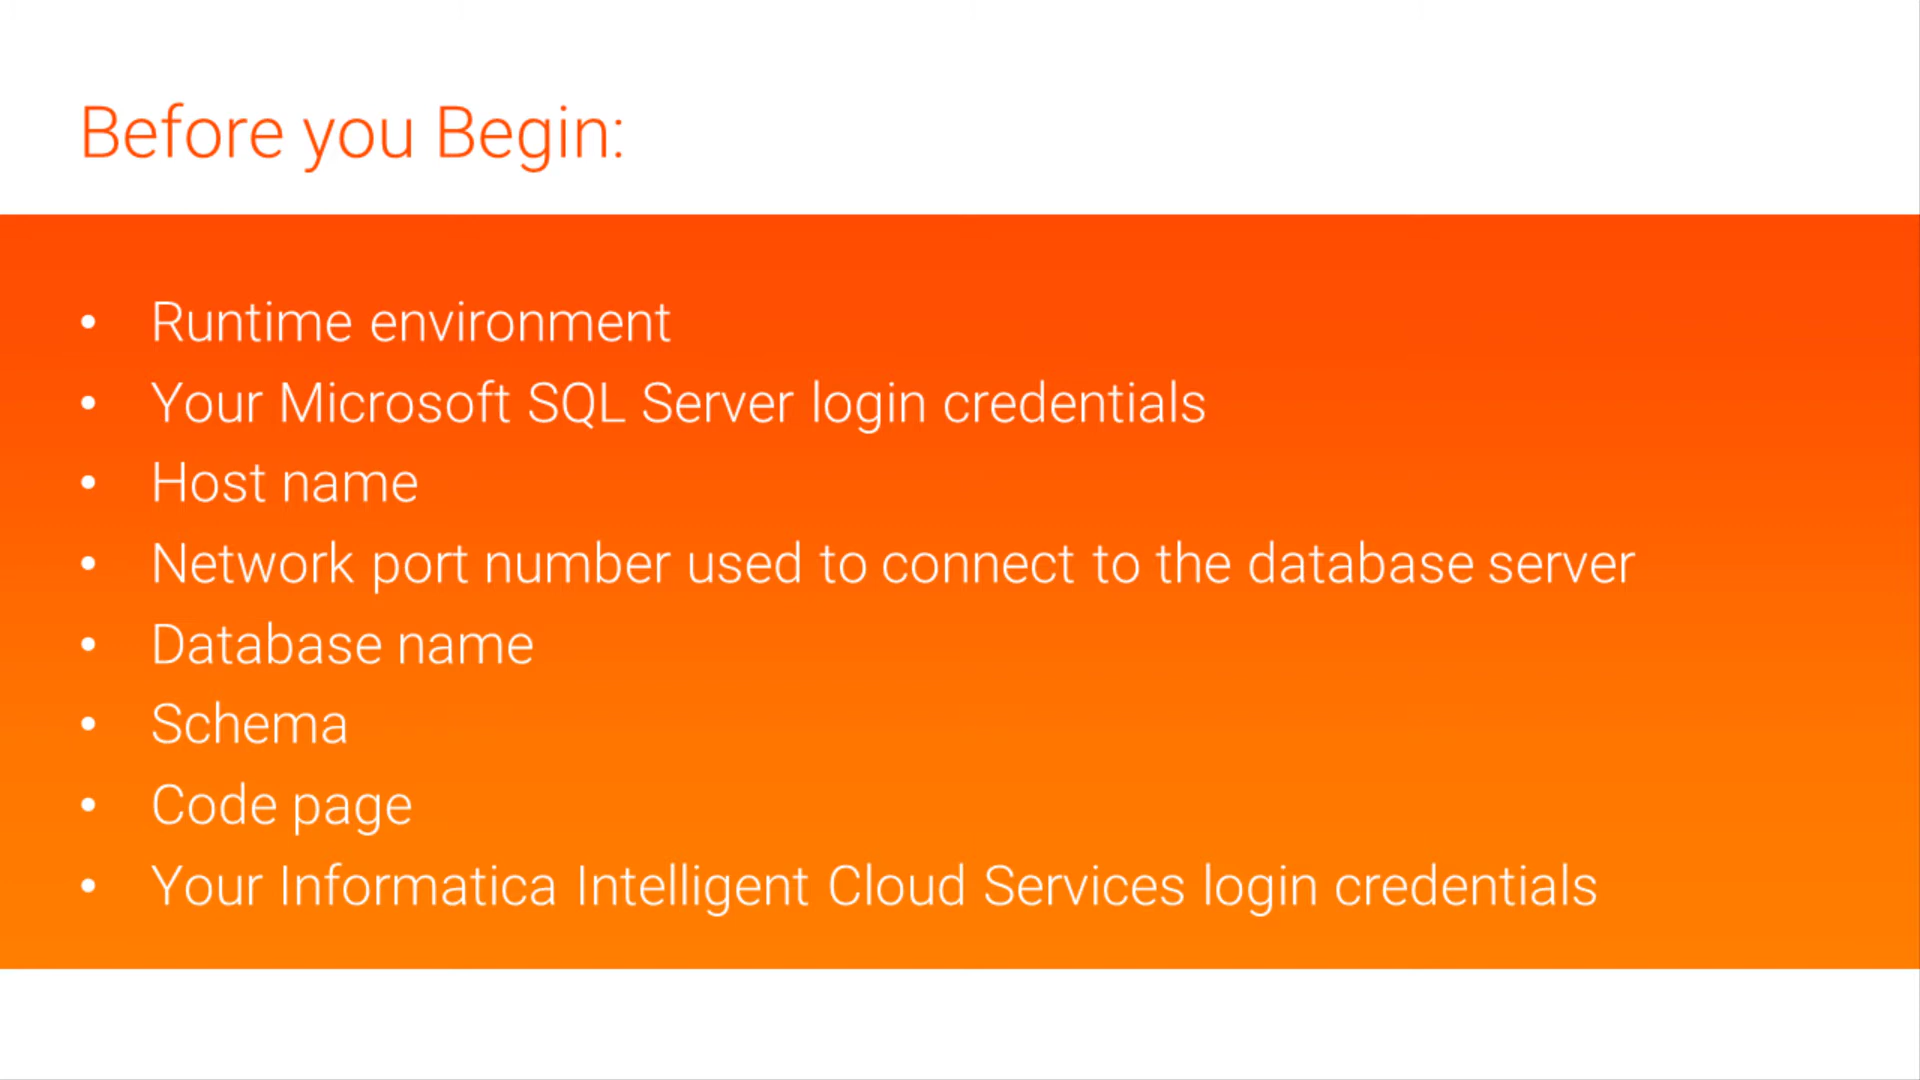 Before you Begin:
• Runtime environment
• Your Microsoft SQL Server login credentials
• Host name
• Network port number used to connect to the database server
• Database name
• Schema
• Code page
• Your Informatica Intelligent Cloud Services login credentials